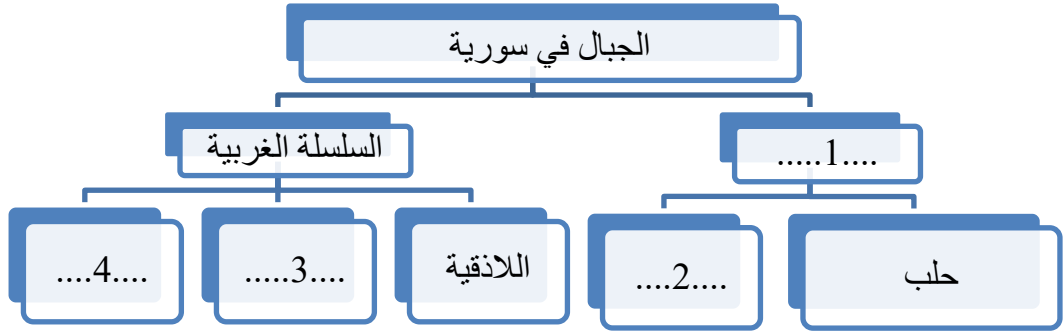 الجبال في سورية
.....1....
السلسلة الغربية
حلب
....2....
اللاذقية
.....3....
....4....